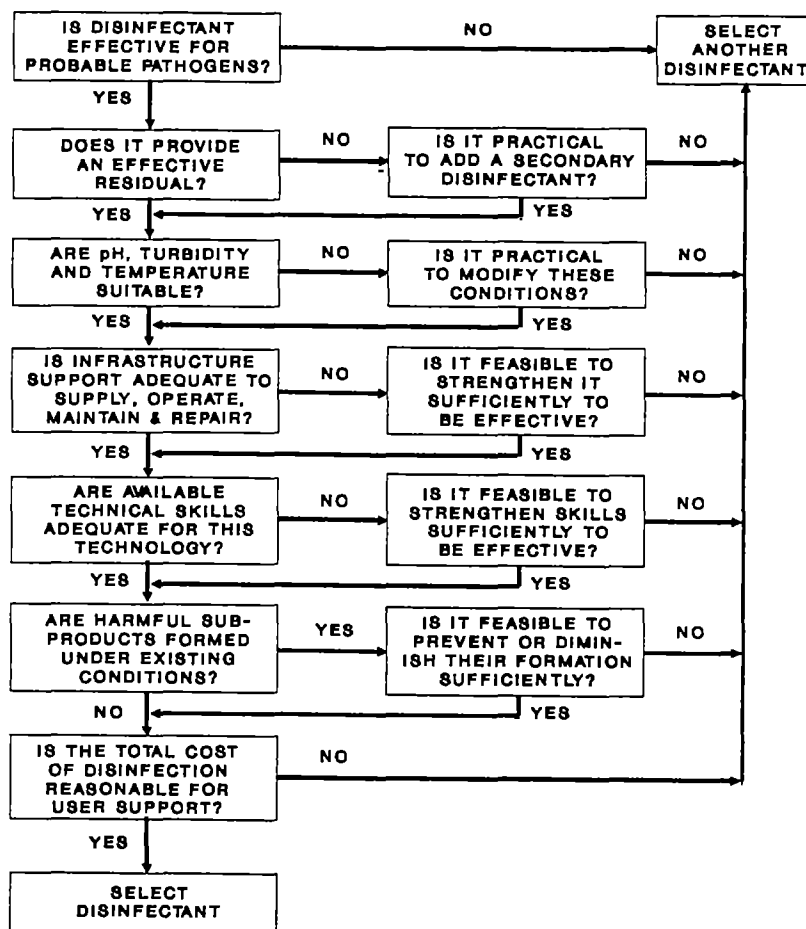 IS DISINFECTANT
EFFECTIVE FOR
PROBABLE PATHOGENS?
NO
SELECT
ANOTHER
DISINFECTANT
YES
DOES IT PROVIDE
AN EFFECTIVE
RESIDUAL?
NO
IS IT PRACTICAL
TO ADD A SECONDARY
DISINFECTANT?
NO
YES
YES
ARE pH, TURBIDITY
AND TEMPERATURE
SUITABLE?
NO
IS IT PRACTICAL
TO MODIFY THESE
CONDITIONS?
NO
YES
YES
IS INFRASTRUCTURE
SUPPORT ADEQUATE TO
SUPPLY, OPERATE,
MAINTAIN & REPAIR?
NO
IS IT FEASIBLE TO
STRENGTHEN IT
SUFFICIENTLY TO
BE EFFECTIVE?
NO
YES
YES
ARE AVAILABLE
TECHNICAL SKILLS
ADEQUATE FOR THIS
TECHNOLOGY?
NO
IS IT FEASIBLE TO
STRENGTHEN SKILLS
SUFFICIENTLY TO
BE EFFECTIVE?
NO
YES
YES
ARE HARMFUL SUB-
PRODUCTS FORMED
UNDER EXISTING
CONDITIONS?
YES
IS IT FEASIBLE TO
PREVENT OR DIMIN-
ISH THEIR FORMATION
SUFFICIENTLY?
NO
NO
YES
IS THE TOTAL COST
OF DISINFECTION
REASONABLE FOR
USER SUPPORT?
NO
YES
SELECT
DISINFECTANT